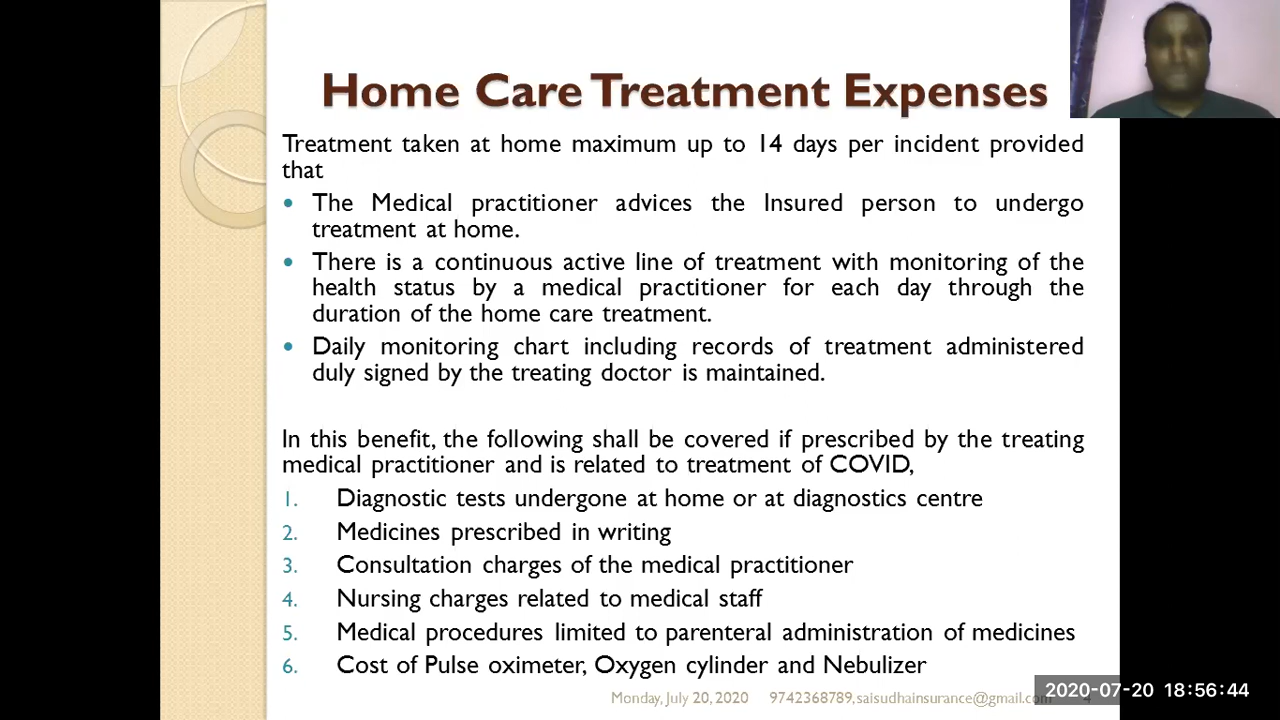 Home Care Treatment Expenses
Treatment taken at home maximum up to 14 days per incident provided
that
• The Medical practitioner advices the Insured person to undergo
treatment at home.
• There is a continuous active line of treatment with monitoring of the
health status by a medical practitioner for each day through the
duration of the home care treatment.
• Daily monitoring chart including records of treatment administered
duly signed by the treating doctor is maintained.
In this benefit, the following shall be covered if prescribed by the treating
medical practitioner and is related to treatment of COVID,
1. Diagnostic tests undergone at home or at diagnostics centre
2. Medicines prescribed in writing
3. Consultation charges of the medical practitioner
4. Nursing charges related to medical staff
5. Medical procedures limited to parenteral administration of medicines
6. Cost of Pulse oximeter, Oxygen cylinder and Nebulizer
Monday, July 20, 2020 9742368789,saisudhainsurance@gmail.com
2020-07-20 18:56:44